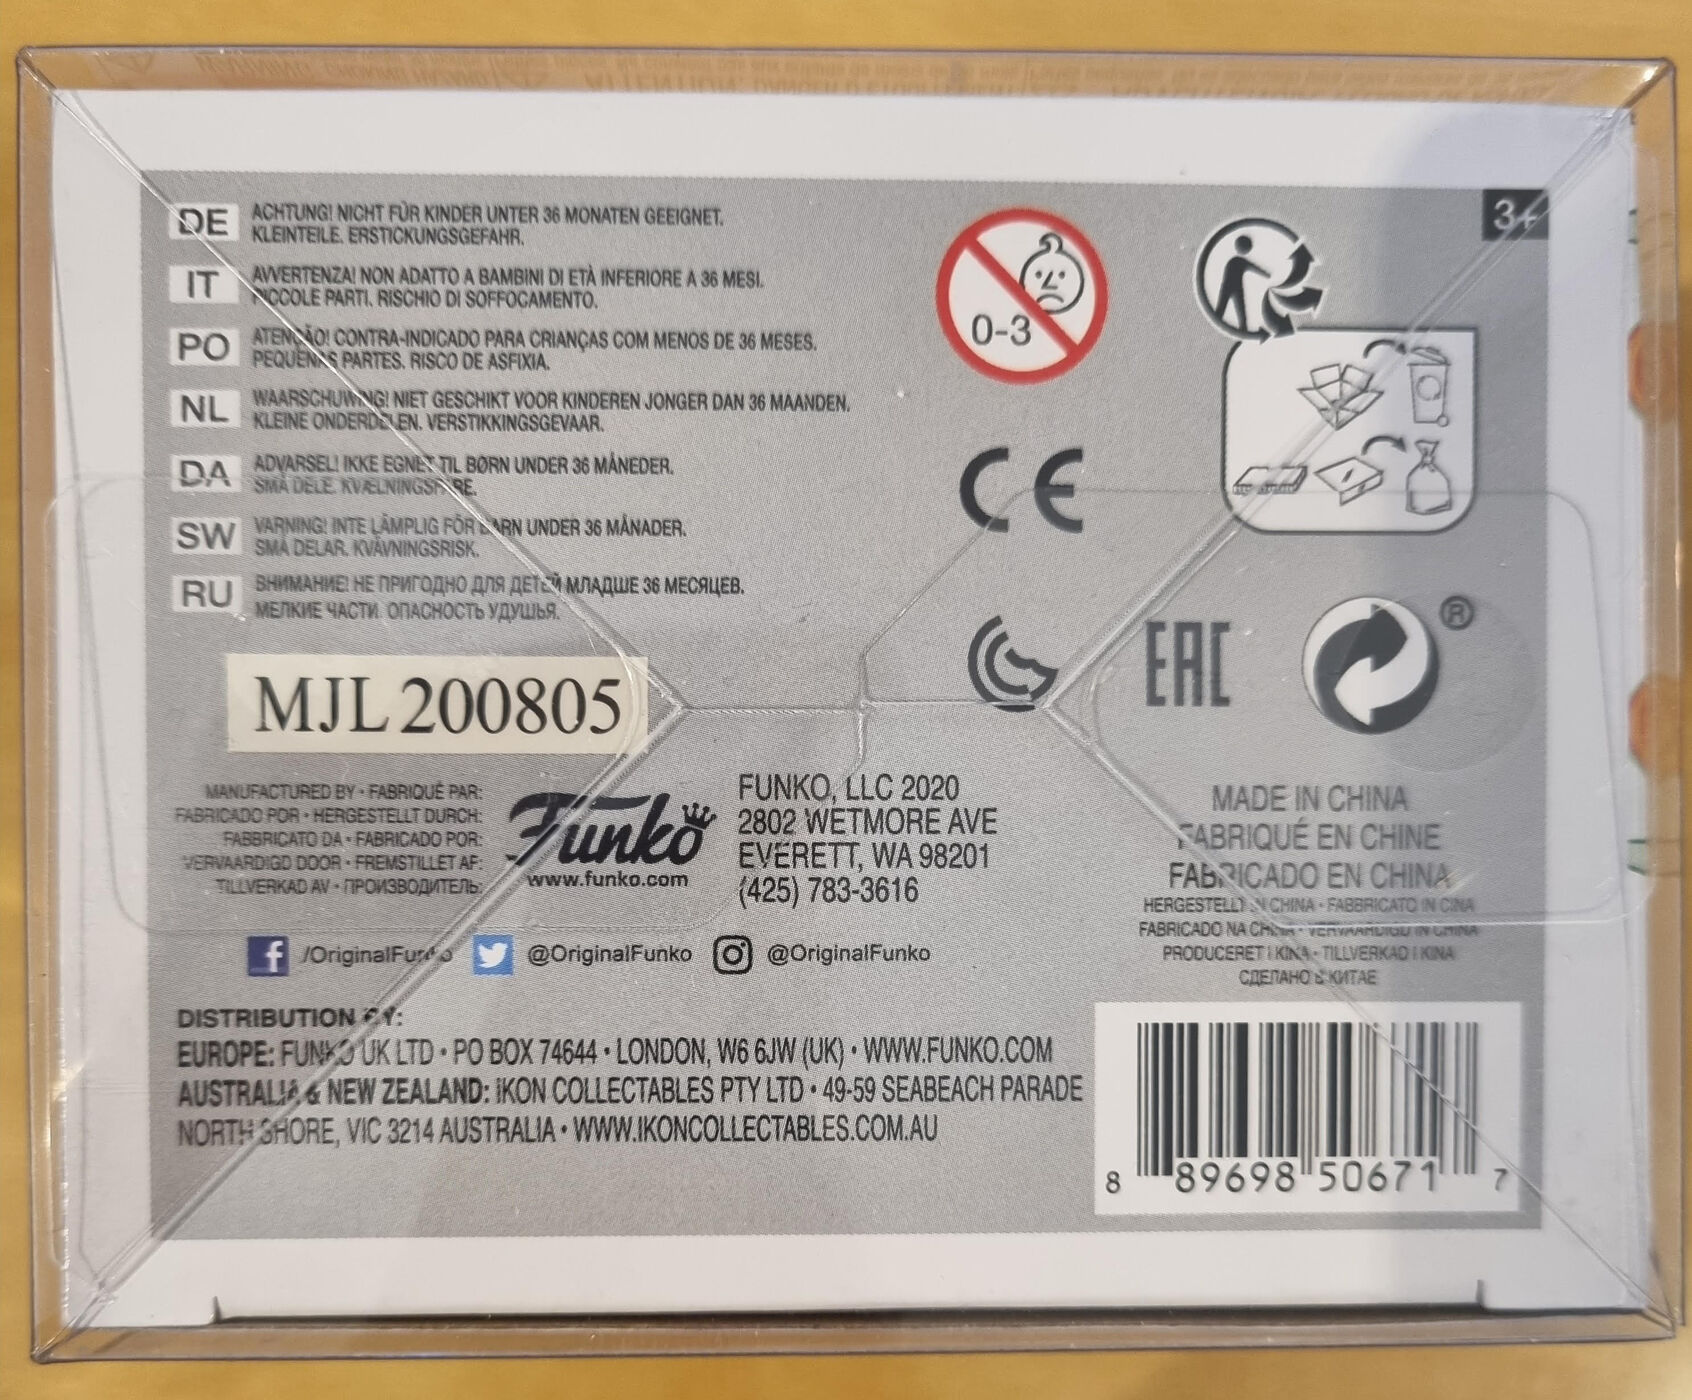 3+
DE ACHTUNG! NICHT FÜR KINDER UNTER 36 MONATEN GEEIGNET.
KLEINTEILE. ERSTICKUNGSGEFAHR.
IT AVVERTENZA! NON ADATTO A BAMBINI DI ETÀ INFERIORE A 36 MESI.
PICCOLE PARTI. RISCHIO DI SOFFOCAMENTO.
PO ATENÇÃO! CONTRA-INDICADO PARA CRIANÇAS COM MENOS DE 36 MESES.
PEQUENAS PARTES. RISCO DE ASFIXIA.
NL WAARSCHUWING! NIET GESCHIKT VOOR KINDEREN JONGER DAN 36 MAANDEN.
KLEINE ONDERDELEN. VERSTIKKINGSGEVAAR.
DA ADVARSEL! IKKE EGNET TIL BØRN UNDER 36 MÅNEDER.
SMÅ DELE. KVÆLNINGSFARE.
SW VARNING! INTE LÄMPLIG FÖR BARN UNDER 36 MÅNADER.
SMÅ DELAR. KVÄVNINGSRISK.
RU ВНИМАНИЕ! НЕ ПРИГОДНО ДЛЯ ДЕТЕЙ МЛАДШЕ 36 МЕСЯЦЕВ.
МЕЛКИЕ ЧАСТИ. ОПАСНОСТЬ УДУШЬЯ.
0-3
CE
EAC
®
MJL 200805
MANUFACTURED BY • FABRIQUÉ PAR:
FABRICADO POR • HERGESTELLT DURCH:
FABBRICATO DA • FABRICADO POR:
VERVAARDIGD DOOR • FREMSTILLET AF:
TILLVERKAD AV • ПРОИЗВОДИТЕЛЬ:
Funko
www.funko.com
FUNKO, LLC 2020
2802 WETMORE AVE
EVERETT, WA 98201
(425) 783-3616
MADE IN CHINA
FABRIQUÉ EN CHINE
FABRICADO EN CHINA
HERGESTELLT IN CHINA • FABBRICATO IN CINA
FABRICADO NA CHINA • VERVAARDIGD IN CHINA
PRODUCERET I KINA • TILLVERKAD I KINA
СДЕЛАНО В КИТАЕ
f /OriginalFunko @OriginalFunko @OriginalFunko
DISTRIBUTION BY:
EUROPE: FUNKO UK LTD • PO BOX 74644 • LONDON, W6 6JW (UK) • WWW.FUNKO.COM
AUSTRALIA & NEW ZEALAND: IKON COLLECTABLES PTY LTD • 49-59 SEABEACH PARADE
NORTH SHORE, VIC 3214 AUSTRALIA • WWW.IKONCOLLECTABLES.COM.AU
8 89698 50671 7